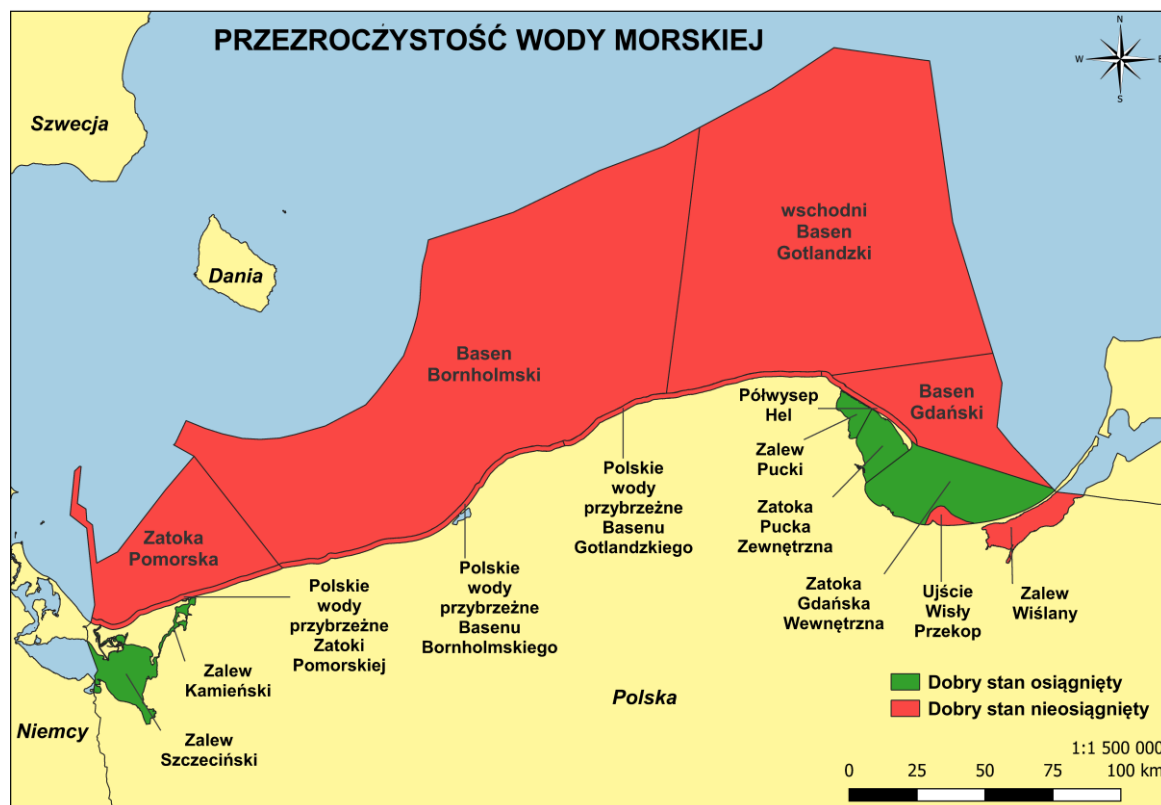 PRZEZROCZYSTOŚĆ WODY MORSKIEJ
N
W
E
S
Szwecja
Dania
wschodni
Basen
Gotlandzki
Basen
Bornholmski
Basen
Gdański
Zatoka
Pomorska
Półwysep
Hel
Zalew
Pucki
Zatoka
Pucka
Zewnętrzna
Polskie
wody
przybrzeżne
Basenu
Gotlandzkiego
Polskie
wody
przybrzeżne
Basenu
Bornholmskiego
Polskie
wody
przybrzeżne
Zatoki
Pomorskiej
Zatoka
Gdańska
Wewnętrzna
Ujście
Wisły
Przekop
Zalew
Wiślany
Zalew
Kamieński
Zalew
Szczeciński
Niemcy
Polska
Dobry stan osiągnięty
Dobry stan nieosiągnięty
1:1 500 000
0 25 50 75 100 km